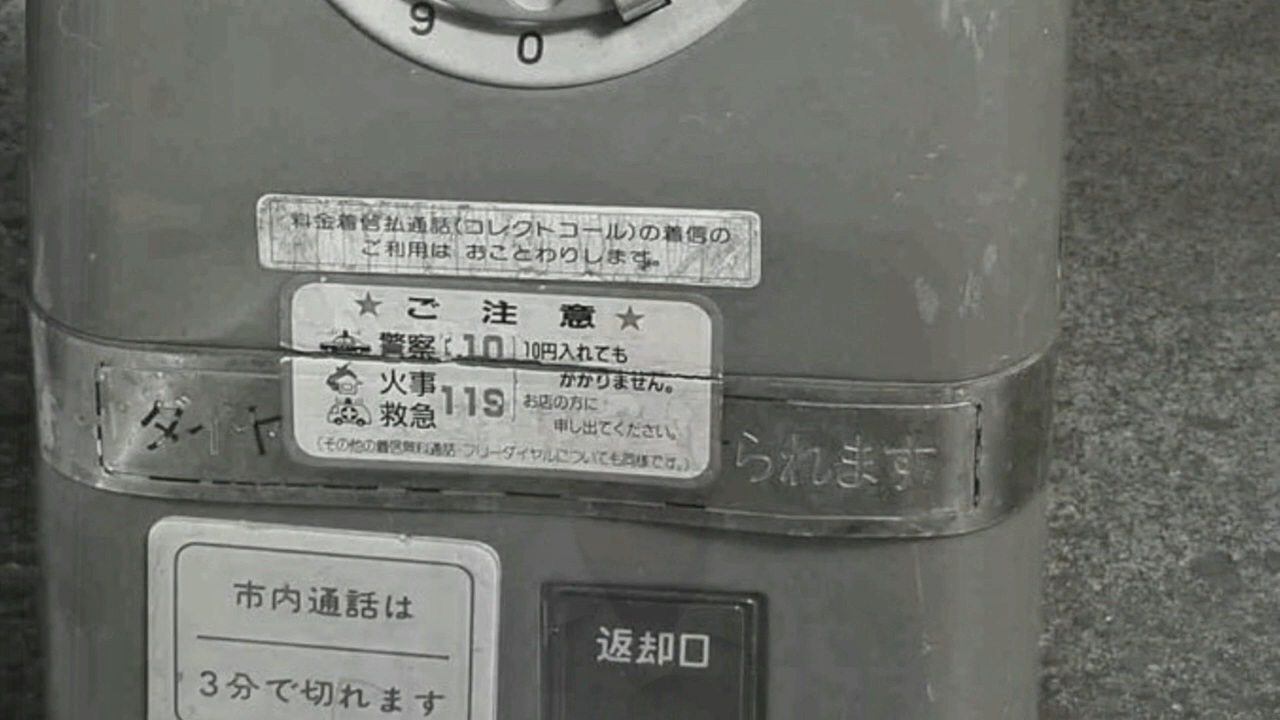 9
0
料金着信払通話(コレクトコール)の着信の
ご利用は おことわりします。
★ ご 注 意 ★
警察 110 10円入れても
かかりません。
火事
救急 119 お店の方に
申し出てください。
(その他の着信無料通話・フリーダイヤルについても同様です。)
られます
市内通話は
3分で切れます
返却口